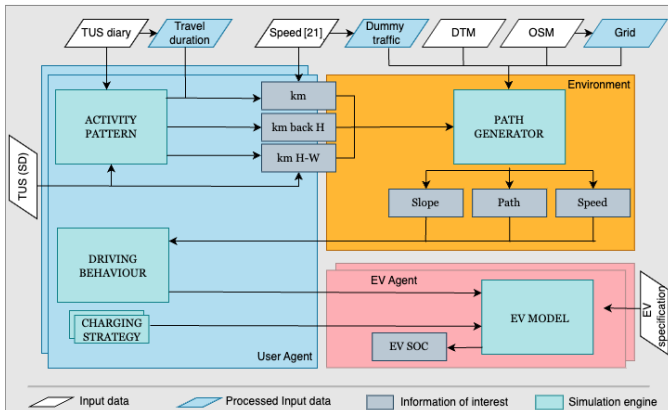 TUS diary
Travel
duration
Speed [21]
Dummy
traffic
DTM
OSM
Grid
Environment
ACTIVITY
PATTERN
km
km back H
km H-W
PATH
GENERATOR
TUS (SD)
Slope
Path
Speed
DRIVING
BEHAVIOUR
CHARGING
STRATEGY
User Agent
EV Agent
EV MODEL
EV SOC
EV
specification
Input data
Processed Input data
Information of interest
Simulation engine